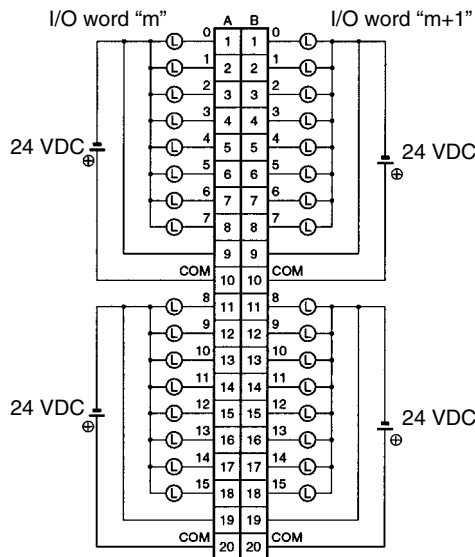 I/O word “m” A B I/O word “m+1”
0 L 1 1 L 0
1 L 2 2 L 1
2 L 3 3 L 2
3 L 4 4 L 3
24 VDC ⊕ 4 L 5 5 L 4 24 VDC ⊕
5 L 6 6 L 5
6 L 7 7 L 6
7 L 8 8 L 7
9 9
COM 10 10 COM
8 L 11 11 L 8
9 L 12 12 L 9
10 L 13 13 L 10
11 L 14 14 L 11
24 VDC ⊕ 12 L 15 15 L 12 24 VDC ⊕
13 L 16 16 L 13
14 L 17 17 L 14
15 L 18 18 L 15
19 19
COM 20 20 COM